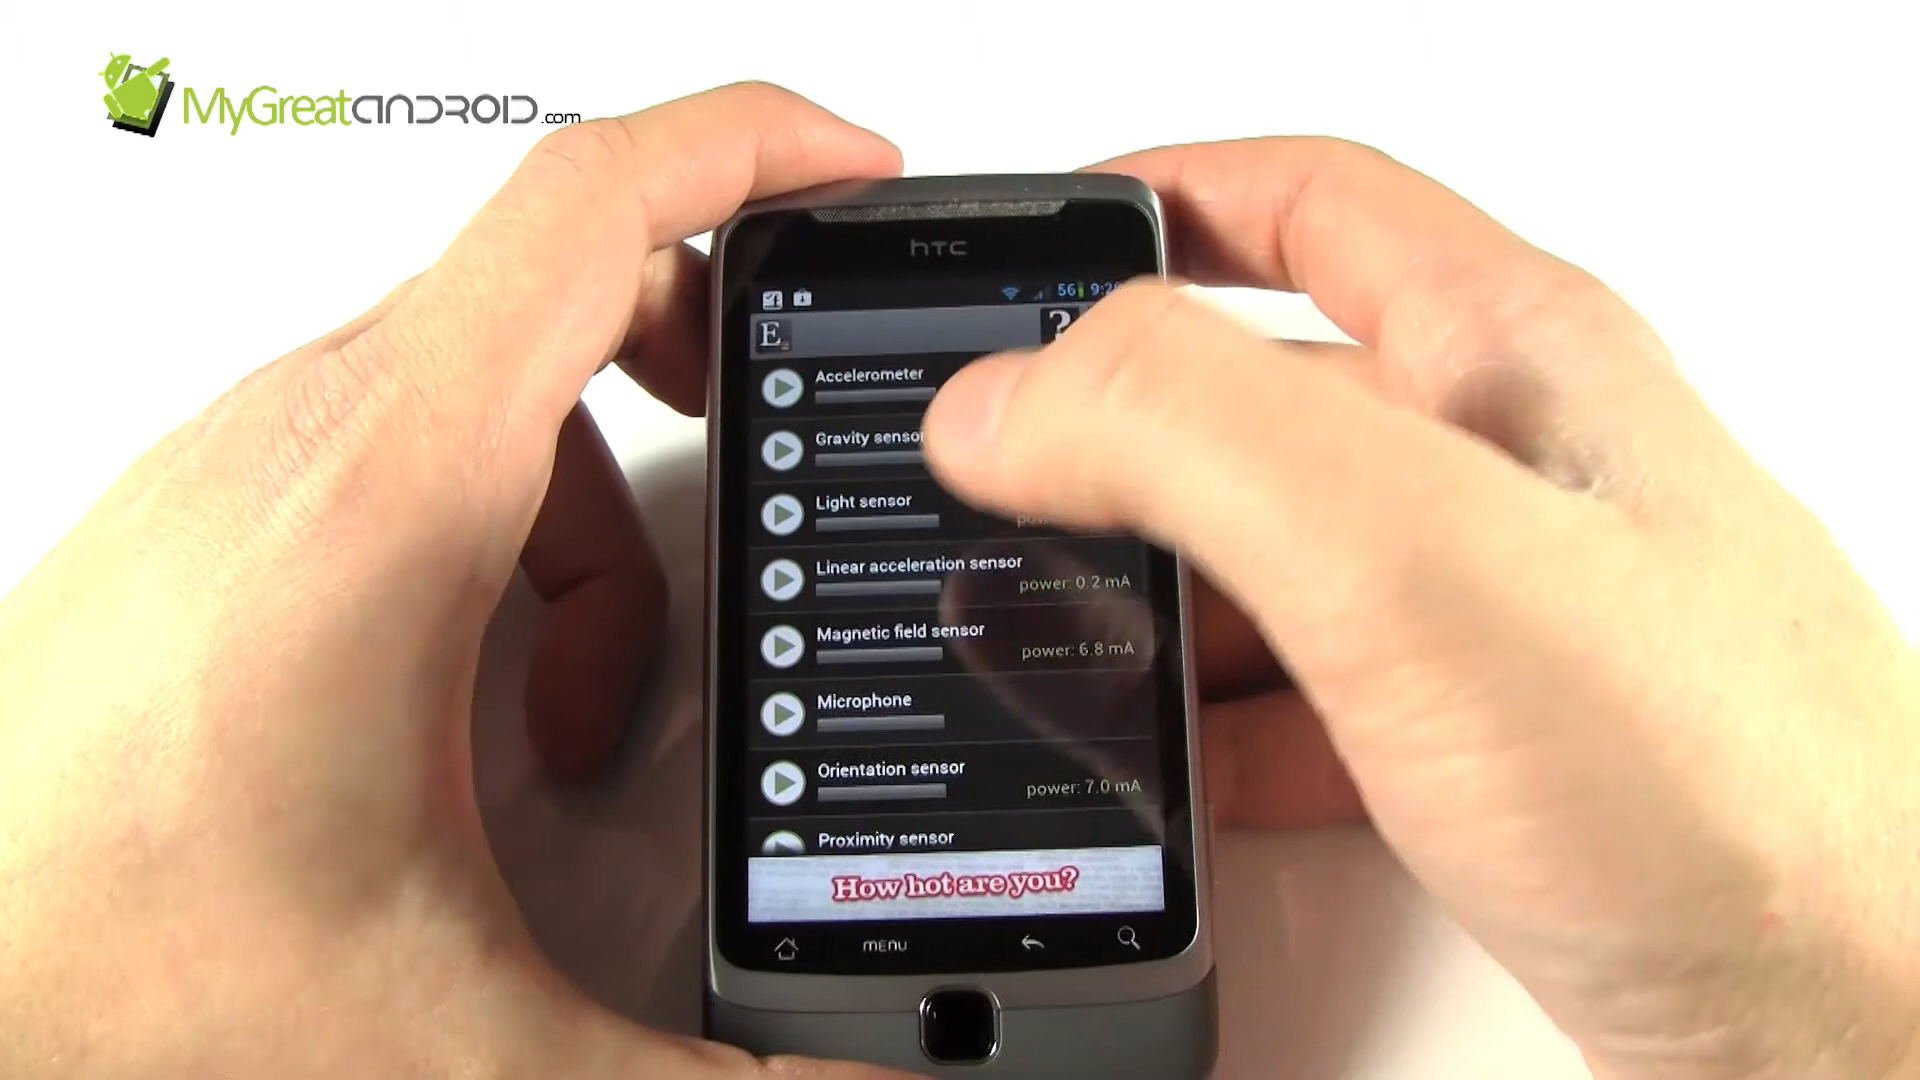 MyGreatANDROID.com
hTC
56
E2
?
Accelerometer
Gravity sensor
Light sensor
Linear acceleration sensor
power: 0.2 mA
Magnetic field sensor
power: 6.8 mA
Microphone
Orientation sensor
power: 7.0 mA
Proximity sensor
How hot are you?
MENU